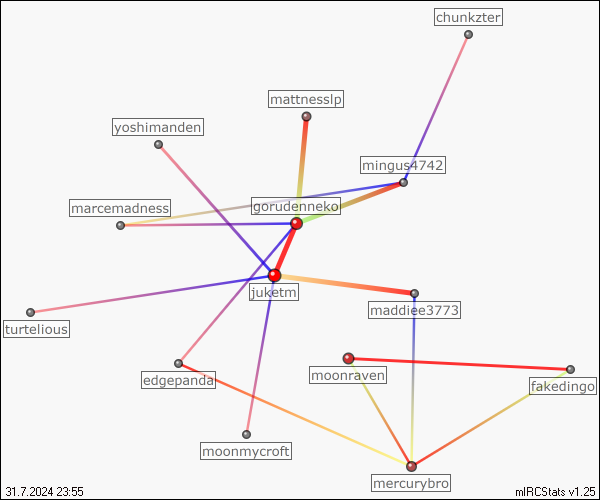 chunkzter
mattnesslp
yoshimanden
mingus4742
marcemadness
gorudenneko
juketm
maddiee3773
turtelious
edgepanda
moonraven
fakedingo
moonmycroft
mercurybro
31.7.2024 23:55
mIRCStats v1.25